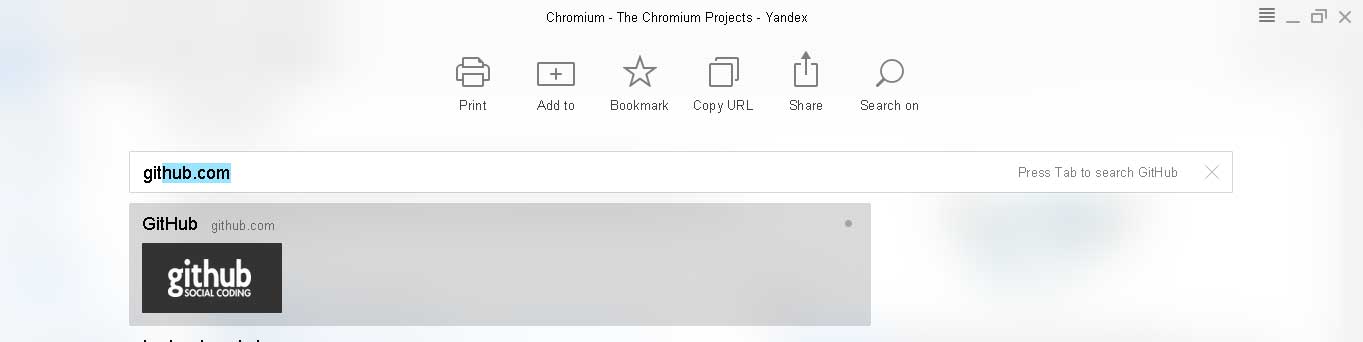 Chromium - The Chromium Projects - Yandex
Print Add to Bookmark Copy URL Share Search on
github.com Press Tab to search GitHub
GitHub github.com
github
SOCIAL CODING